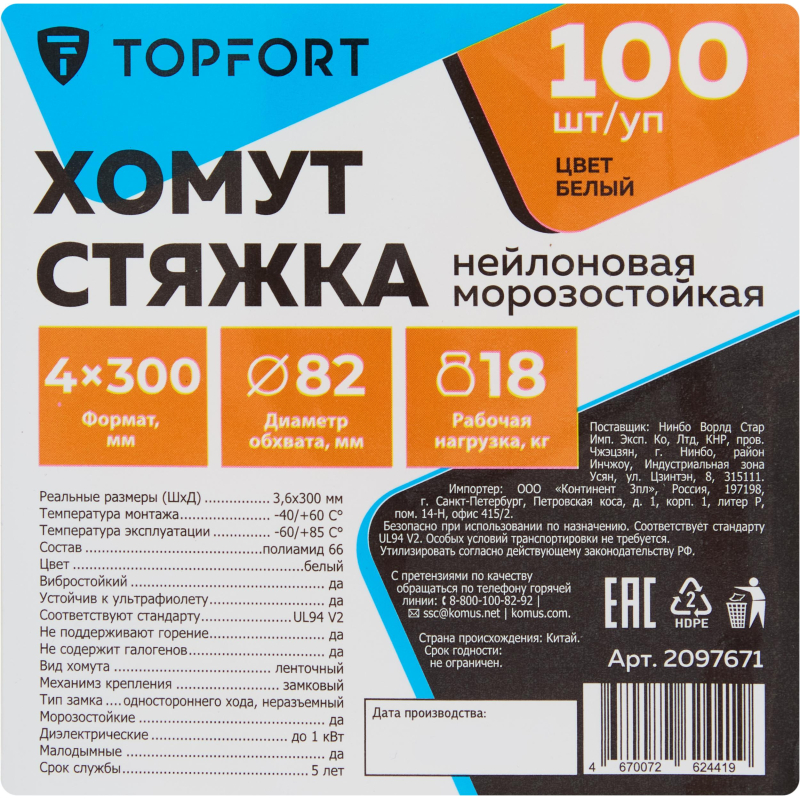 TOPFORT
100
шт/уп
ЦВЕТ
БЕЛЫЙ
ХОМУТ
СТЯЖКА
нейлоновая
морозостойкая
4×300
Формат,
мм
⌀82
Диаметр
обхвата, мм
18
Рабочая
нагрузка, кг
Реальные размеры (ШхД) 3,6х300 мм
Температура монтажа -40/+60 С°
Температура эксплуатации -60/+85 С°
Состав полиамид 66
Цвет белый
Вибростойкий да
Устойчив к ультрафиолету да
Соответствуют стандарту UL94 V2
Не поддерживают горение да
Не содержит галогенов да
Вид хомута ленточный
Механимз крепления замковый
Тип замка одностороннего хода, неразъемный
Морозостойкие да
Диэлектрические до 1 кВт
Малодымные да
Срок службы 5 лет
Поставщик: Нинбо Ворлд Стар
Имп. Эксп. Ко, Лтд, КНР, пров.
Чжэцзян, г. Нинбо, район
Инчжоу, Индустриальная зона
Усян, ул. Цзинтэн, 8, 315111.
Импортер: ООО «Континент Зпл», Россия, 197198,
г. Санкт-Петербург, Петровская коса, д. 1, корп. 1, литер Р,
пом. 14-Н, офис 415/2.
Безопасно при использовании по назначению. Соответствует стандарту
UL94 V2. Особых условий транспортировки не требуется.
Утилизировать согласно действующему законодательству РФ.
С претензиями по качеству
обращаться по телефону горячей
линии: 8-800-100-82-92 |
ssc@komus.net | komus.com.
Страна происхождения: Китай.
Срок годности:
не ограничен.
EAC
2
HDPE
Арт. 2097671
Дата производства:
4 670072 624419